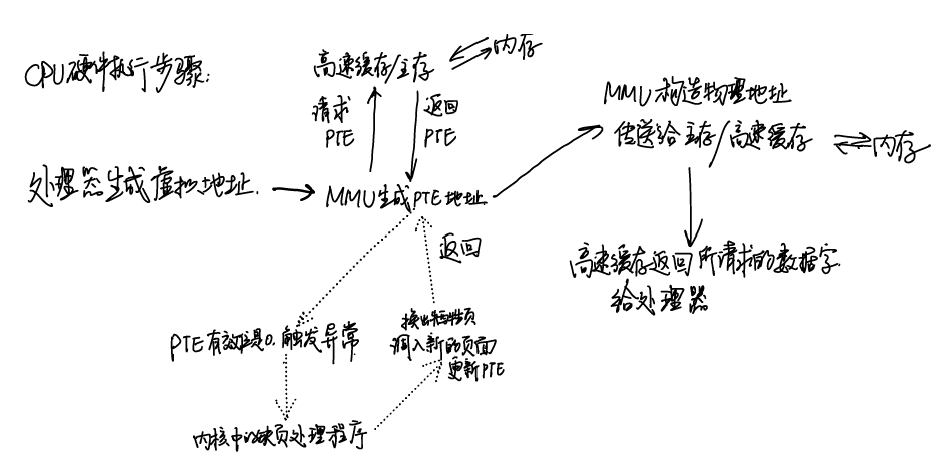 CPU硬件执行步骤:
高速缓存/主存
内存
请求
PTE
返回
PTE
处理器生成虚拟地址.
MMU生成PTE地址.
MMU构造物理地址
传送给主存/高速缓存
内存
高速缓存返回所请求的数据字
给处理器
返回
PTE有效位是0.触发异常
换出牺牲页
调入新的页面
更新PTE
内核中的缺页处理程序